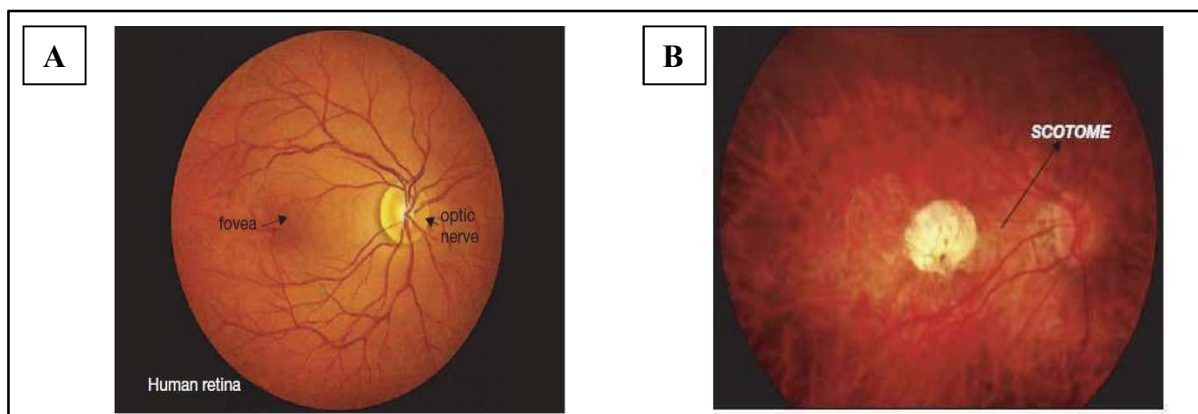 A
B
SCOTOME
fovea
optic
nerve
Human retina